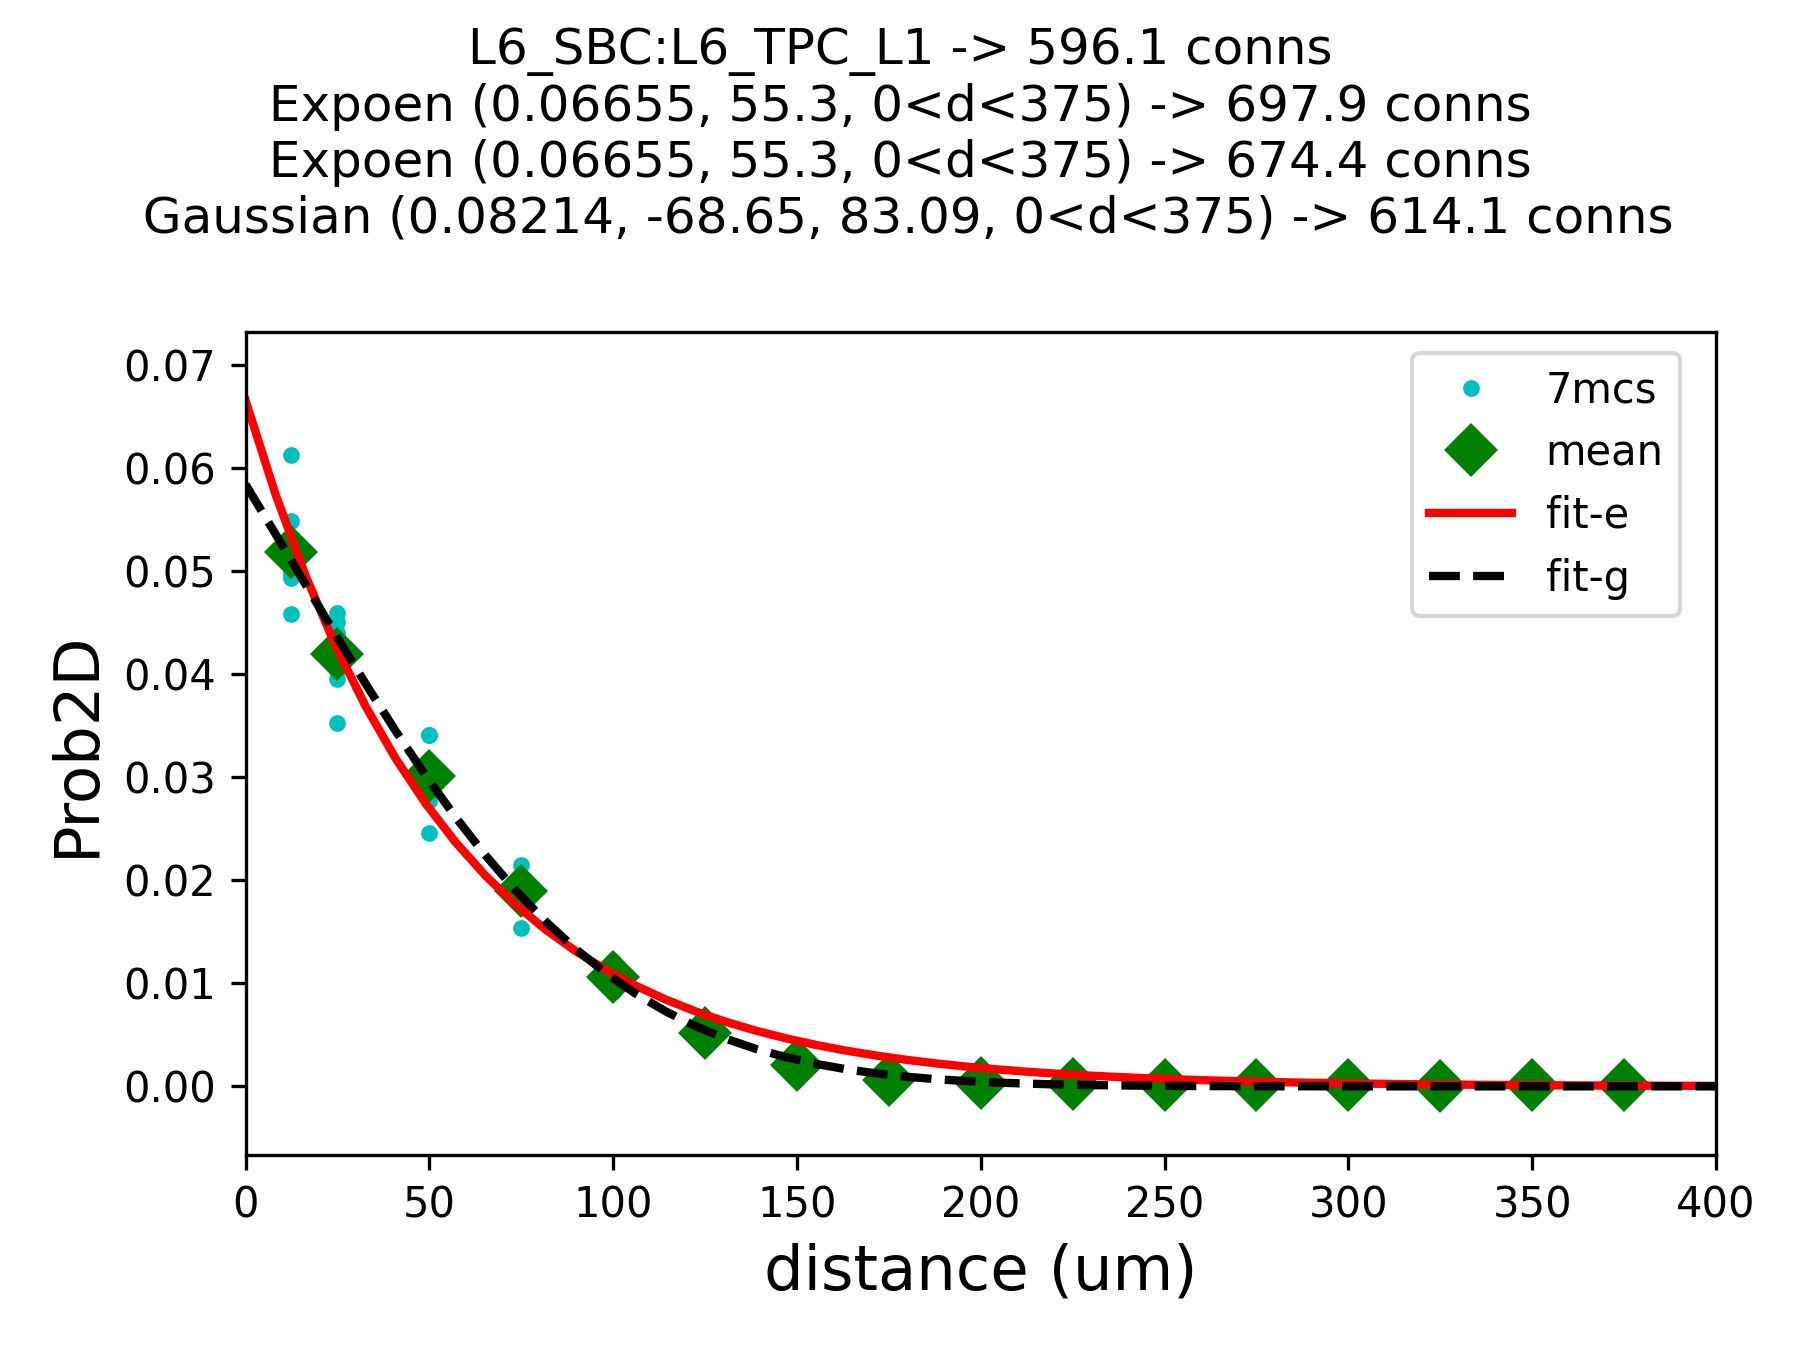 L6_SBC:L6_TPC_L1 -> 596.1 conns
Expoen (0.06655, 55.3, 0<d<375) -> 697.9 conns
Expoen (0.06655, 55.3, 0<d<375) -> 674.4 conns
Gaussian (0.08214, -68.65, 83.09, 0<d<375) -> 614.1 conns
7mcs
mean
fit-e
fit-g
Prob2D
0.07
0.06
0.05
0.04
0.03
0.02
0.01
0.00
0 50 100 150 200 250 300 350 400
distance (um)